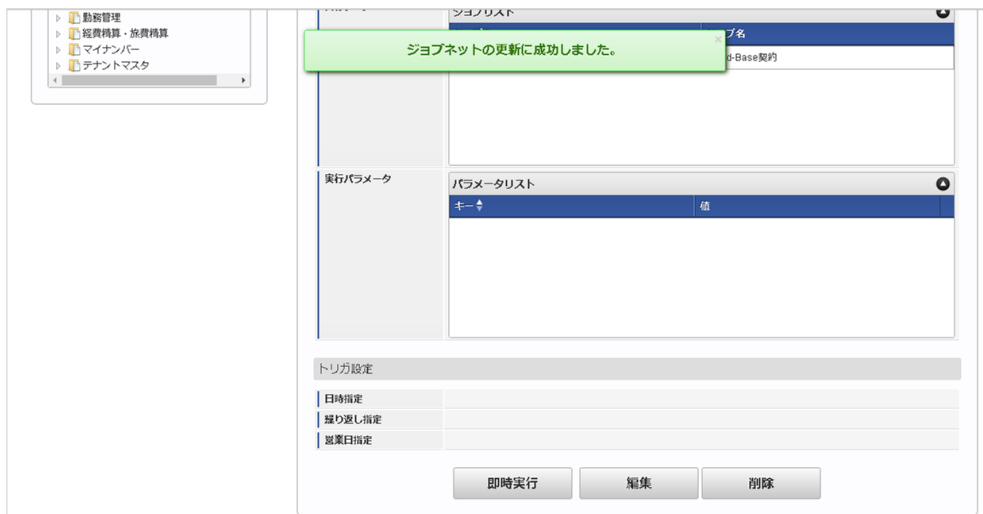 勤務管理
経費精算・旅費精算
マイナンバー
テナントマスタ
ジョブリスト
ブ名
ジョブネットの更新に成功しました。
d-Base契約
実行パラメータ
パラメータリスト
キー
値
トリガ設定
日時指定
繰り返し指定
営業日指定
即時実行
編集
削除